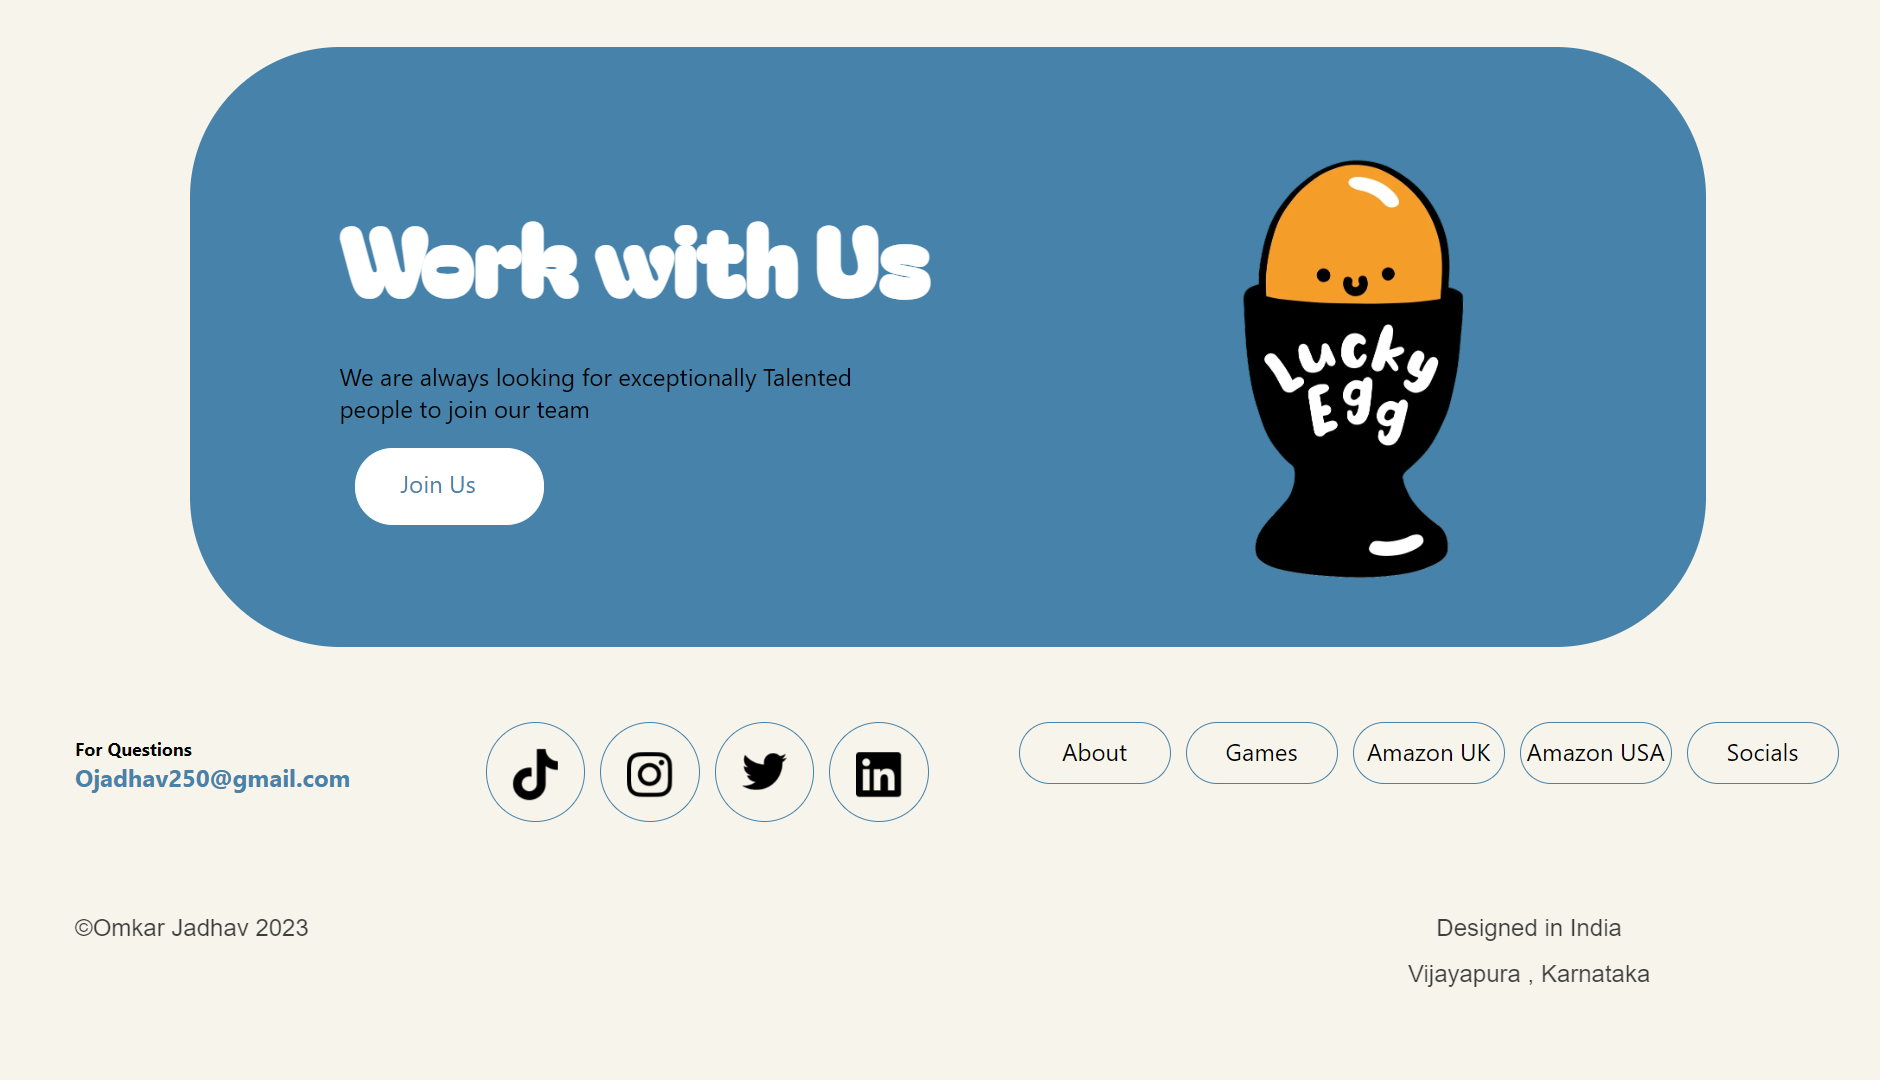 Work with Us
We are always looking for exceptionally Talented
people to join our team
Join Us
Lucky
Egg
For Questions
Ojadhav250@gmail.com
About
Games
Amazon UK
Amazon USA
Socials
©Omkar Jadhav 2023
Designed in India
Vijayapura , Karnataka